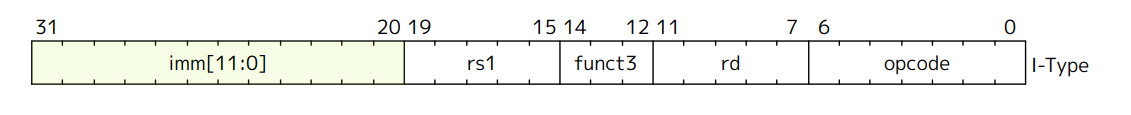 31 20 19 15 14 12 11 7 6 0
imm[11:0] rs1 funct3 rd opcode I-Type